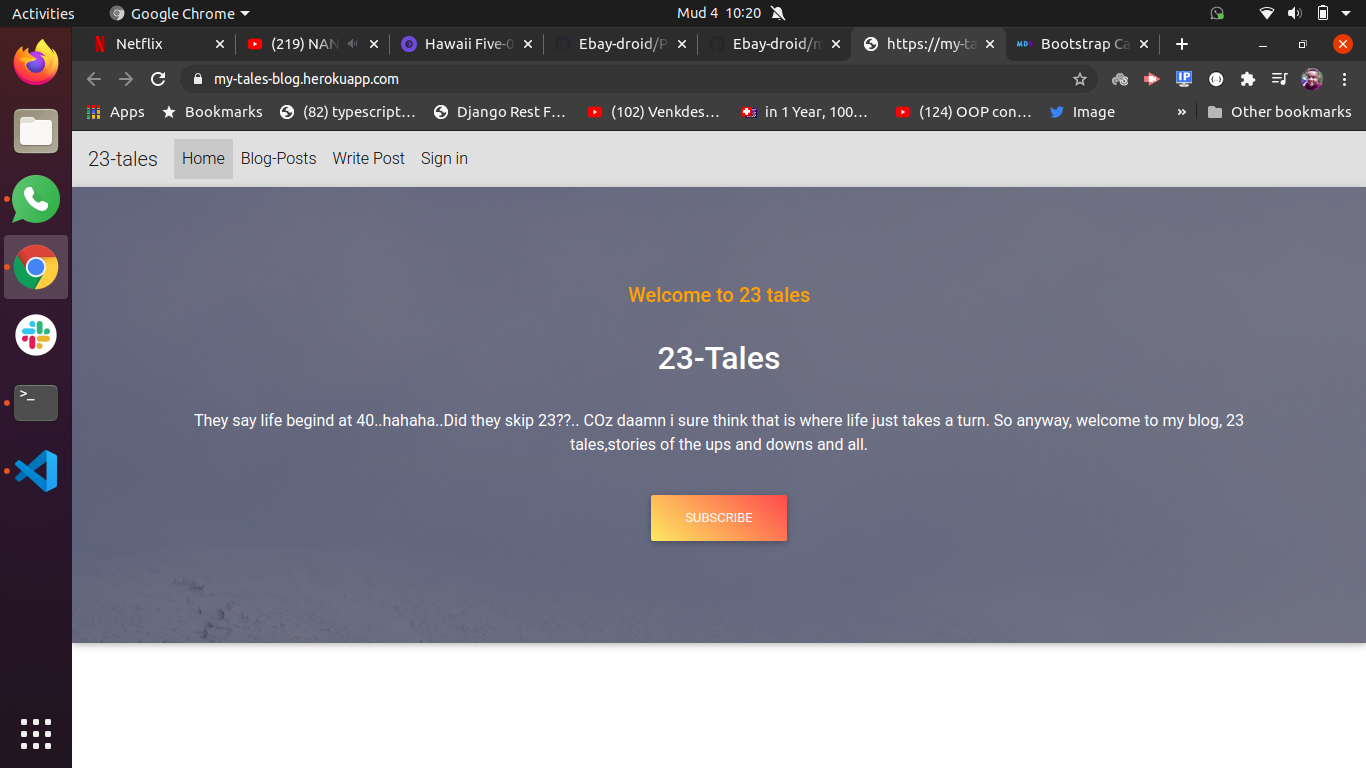 Activities
Google Chrome
Mud 4 10:20
Netflix
(219) NAN
Hawaii Five-0
Ebay-droid/P
Ebay-droid/m
https://my-ta
Bootstrap Ca
my-tales-blog.herokuapp.com
IP
Apps
Bookmarks
(82) typescript...
Django Rest F...
(102) Venkdes...
in 1 Year, 100...
(124) OOP con...
Image
»
Other bookmarks
23-tales
Home
Blog-Posts
Write Post
Sign in
Welcome to 23 tales
23-Tales
They say life begind at 40..hahaha..Did they skip 23??.. COz daamn i sure think that is where life just takes a turn. So anyway, welcome to my blog, 23
tales,stories of the ups and downs and all.
SUBSCRIBE